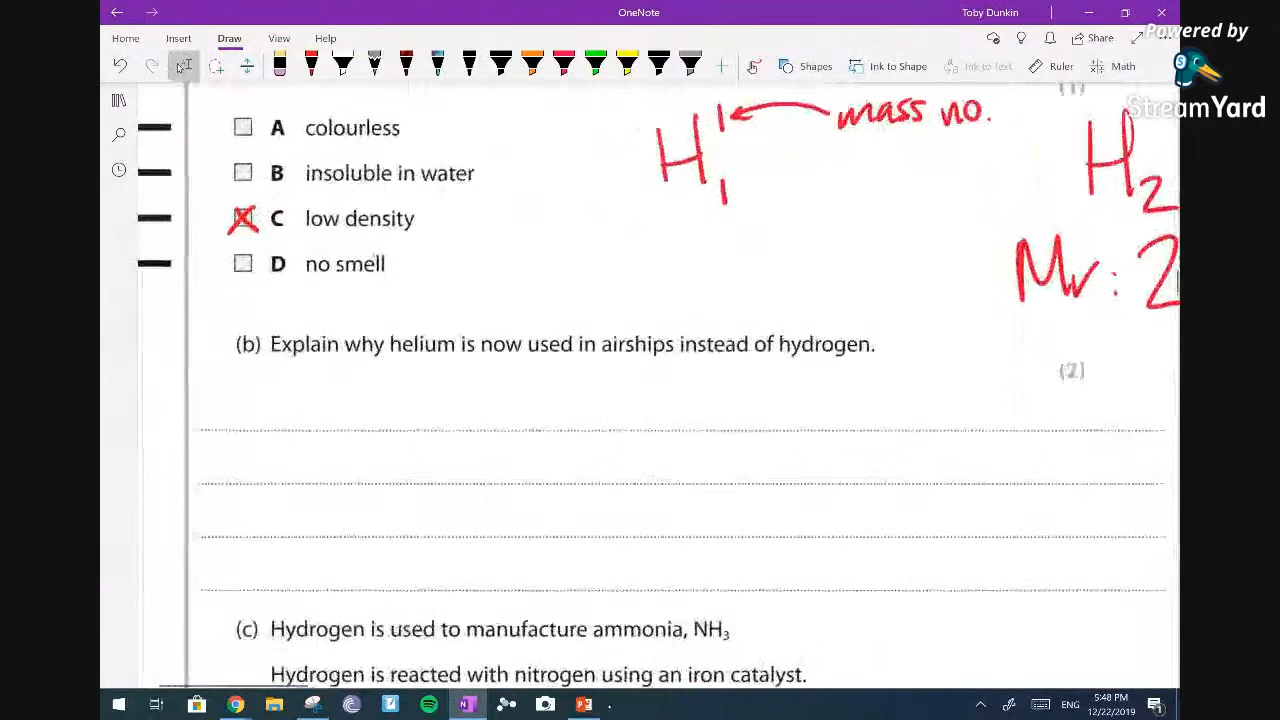 OneNote
Toby Dunkin
Powered by
StreamYard
Home Insert Draw View Help
Share
Shapes Ink to Shape Ink to Text Ruler Math
A colourless
B insoluble in water
X C low density
D no smell
H 1 1 ← mass no.
H2
Mr: 2
(b) Explain why helium is now used in airships instead of hydrogen.
(2)
(c) Hydrogen is used to manufacture ammonia, NH₃
Hydrogen is reacted with nitrogen using an iron catalyst.
ENG
5:48 PM
12/22/2019